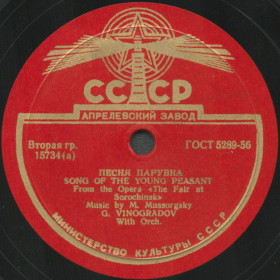 СССР
АПРЕЛЕВСКИЙ ЗАВОД
Вторая гр.
15734(а)
ГОСТ 5289-56
ПЕСНЯ ПАРУБКА
SONG OF THE YOUNG PEASANT
From the Opera «The Fair at
Sorochinsk»
Music by M. Mussorgsky
G. VINOGRADOV
With Orch.
МИНИСТЕРСТВО КУЛЬТУРЫ СССР